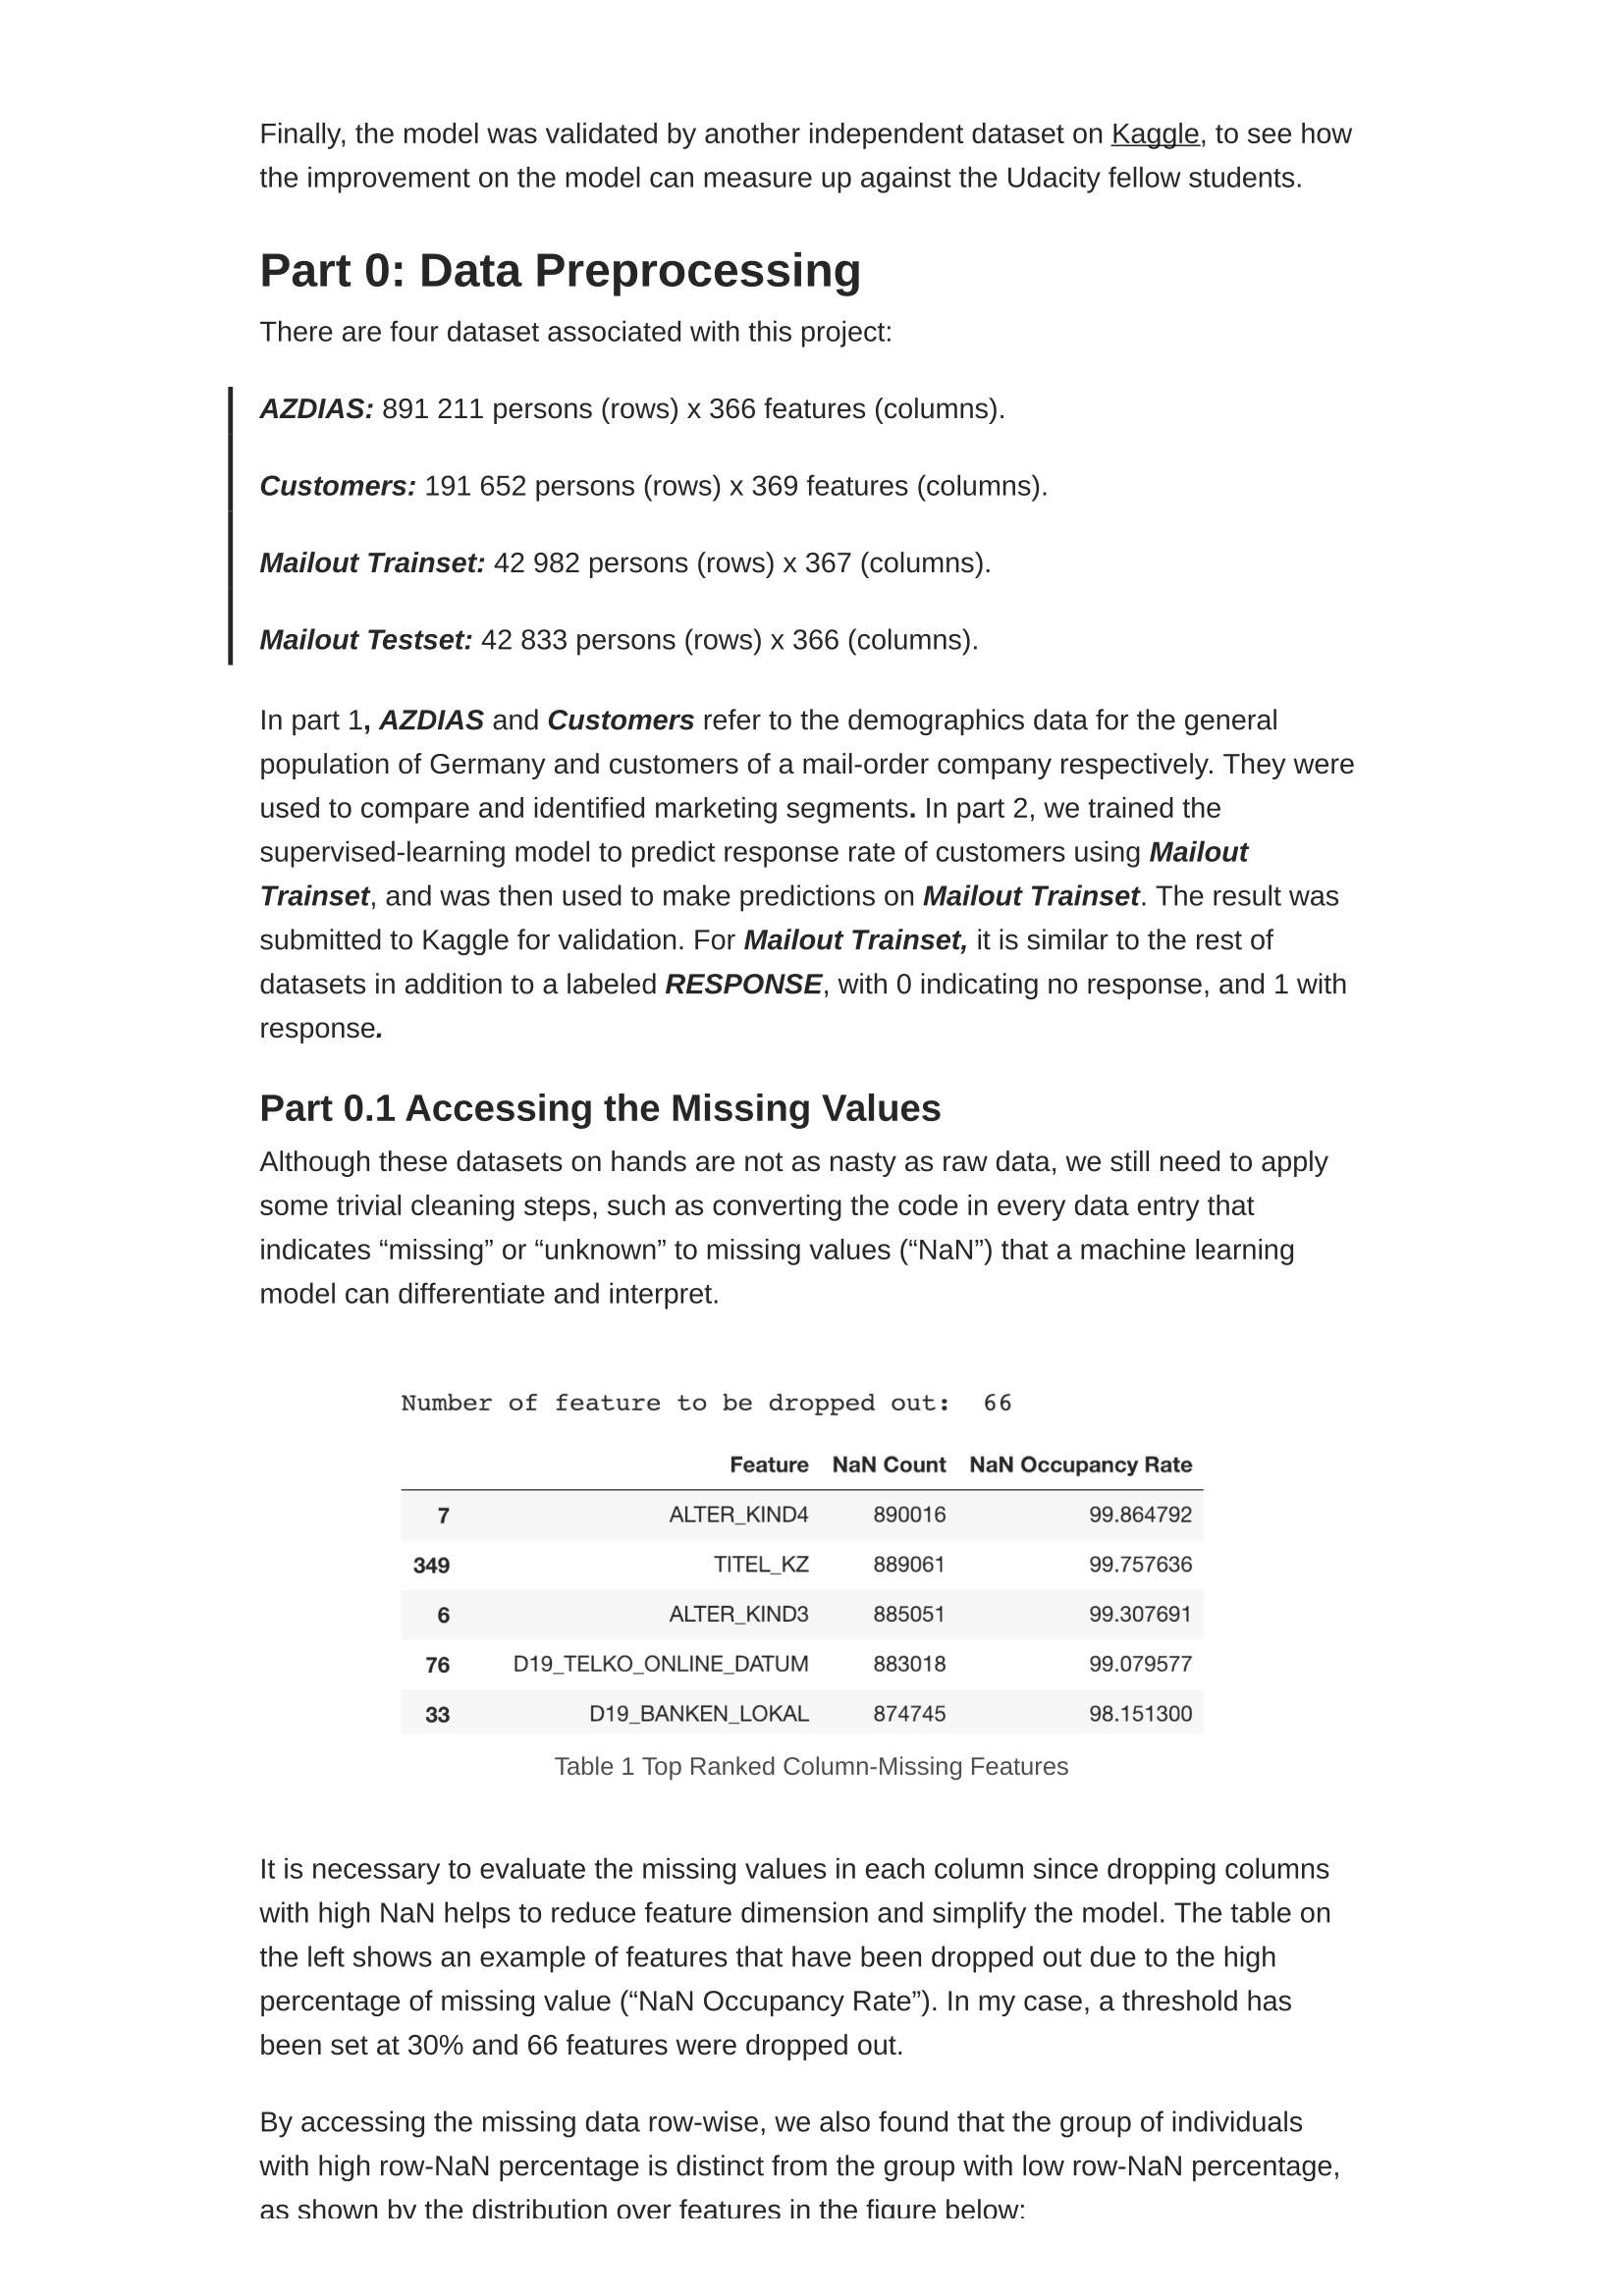 Finally, the model was validated by another independent dataset on Kaggle, to see how
the improvement on the model can measure up against the Udacity fellow students.
Part 0: Data Preprocessing
There are four dataset associated with this project:
AZDIAS: 891 211 persons (rows) x 366 features (columns).
Customers: 191 652 persons (rows) x 369 features (columns).
Mailout Trainset: 42 982 persons (rows) x 367 (columns).
Mailout Testset: 42 833 persons (rows) x 366 (columns).
In part 1, AZDIAS and Customers refer to the demographics data for the general
population of Germany and customers of a mail-order company respectively. They were
used to compare and identified marketing segments. In part 2, we trained the
supervised-learning model to predict response rate of customers using Mailout
Trainset, and was then used to make predictions on Mailout Trainset. The result was
submitted to Kaggle for validation. For Mailout Trainset, it is similar to the rest of
datasets in addition to a labeled RESPONSE, with 0 indicating no response, and 1 with
response.
Part 0.1 Accessing the Missing Values
Although these datasets on hands are not as nasty as raw data, we still need to apply
some trivial cleaning steps, such as converting the code in every data entry that
indicates “missing” or “unknown” to missing values (“NaN”) that a machine learning
model can differentiate and interpret.
Number of feature to be dropped out: 66
Feature NaN Count NaN Occupancy Rate
7 ALTER_KIND4 890016 99.864792
349 TITEL_KZ 889061 99.757636
6 ALTER_KIND3 885051 99.307691
76 D19_TELKO_ONLINE_DATUM 883018 99.079577
33 D19_BANKEN_LOKAL 874745 98.151300
Table 1 Top Ranked Column-Missing Features
It is necessary to evaluate the missing values in each column since dropping columns
with high NaN helps to reduce feature dimension and simplify the model. The table on
the left shows an example of features that have been dropped out due to the high
percentage of missing value (“NaN Occupancy Rate”). In my case, a threshold has
been set at 30% and 66 features were dropped out.
By accessing the missing data row-wise, we also found that the group of individuals
with high row-NaN percentage is distinct from the group with low row-NaN percentage,
as shown by the distribution over features in the figure below: